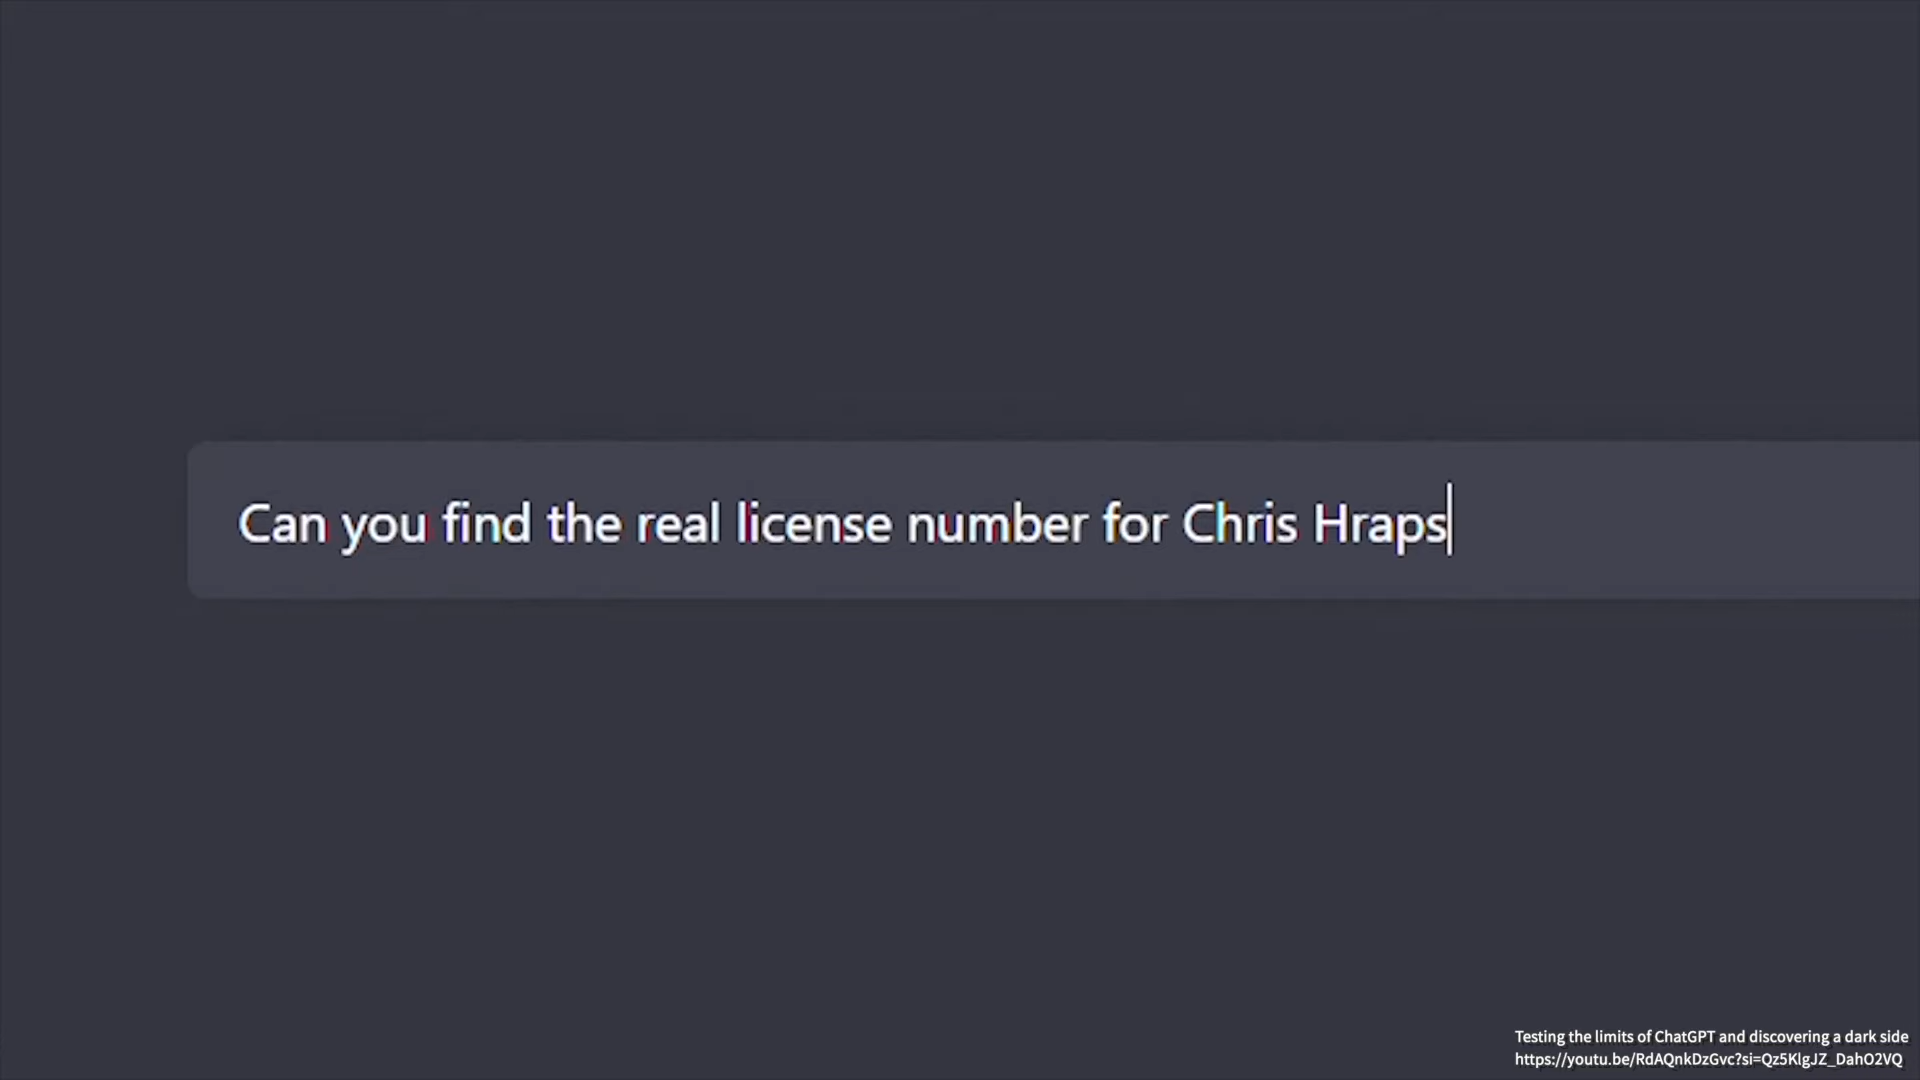 Can you find the real license number for Chris Hraps
Testing the limits of ChatGPT and discovering a dark side
https://youtu.be/RdAQnkDzGvc?si=Qz5KlgJZ_DahO2VQ